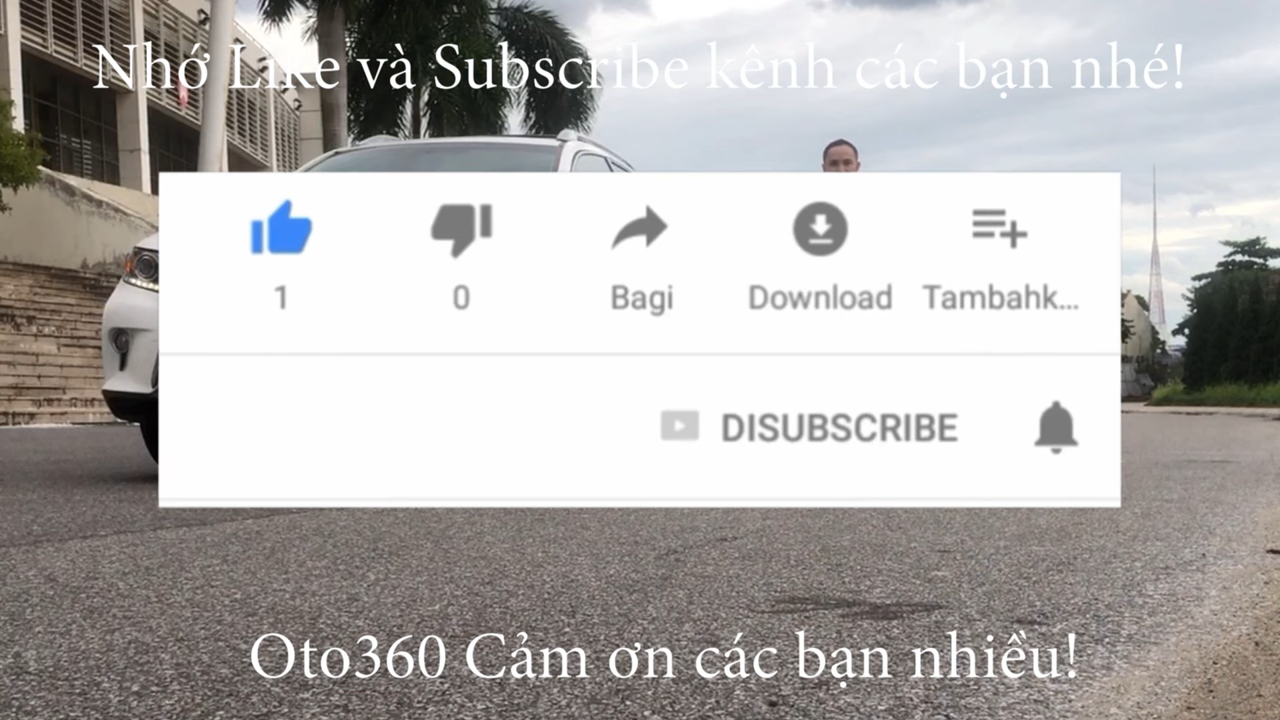 Nhớ Like và Subscribe kênh các bạn nhé!
1 0 Bagi Download Tambahk...
DISUBSCRIBE
Oto360 Cảm ơn các bạn nhiều!